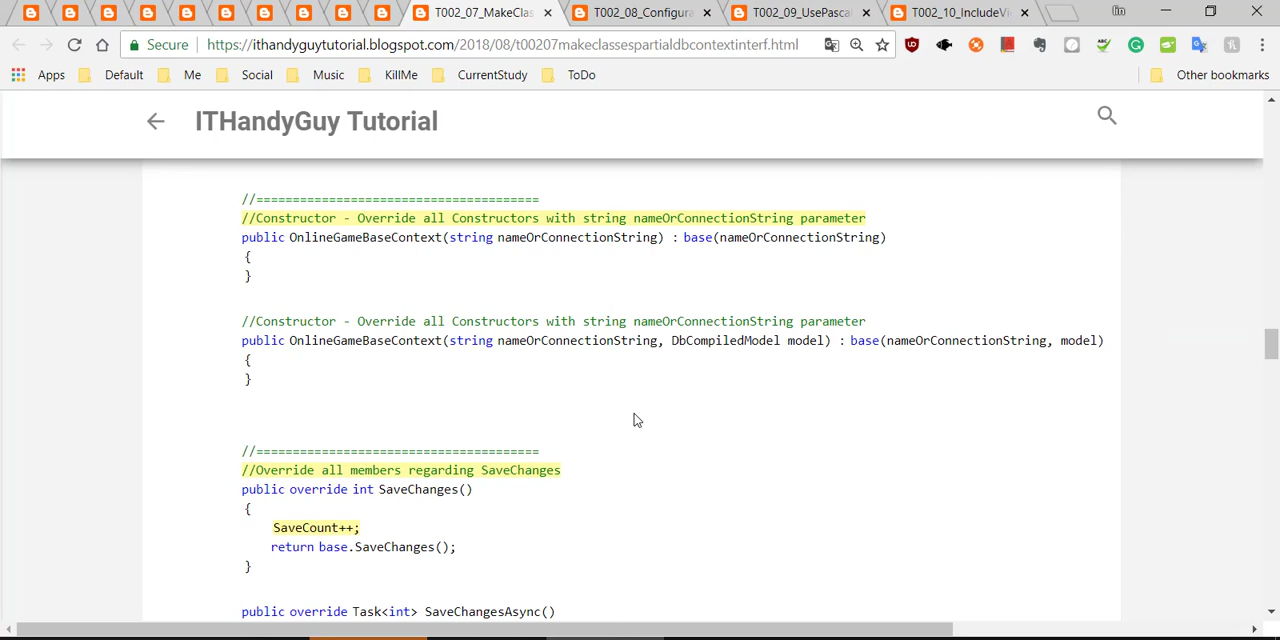 T002_07_MakeClas
T002_08_Configura
T002_09_UsePasca
T002_10_IncludeVi
Secure
https://ithandyguytutorial.blogspot.com/2018/08/t00207makeclassespartialdbcontextinterf.html
Apps
Default
Me
Social
Music
KillMe
CurrentStudy
ToDo
Other bookmarks
ITHandyGuy Tutorial
//=======================================
//Constructor - Override all Constructors with string nameOrConnectionString parameter
public OnlineGameBaseContext(string nameOrConnectionString) : base(nameOrConnectionString)
{
}
//Constructor - Override all Constructors with string nameOrConnectionString parameter
public OnlineGameBaseContext(string nameOrConnectionString, DbCompiledModel model) : base(nameOrConnectionString, model)
{
}
//=======================================
//Override all members regarding SaveChanges
public override int SaveChanges()
{
SaveCount++;
return base.SaveChanges();
}
public override Task<int> SaveChangesAsync()